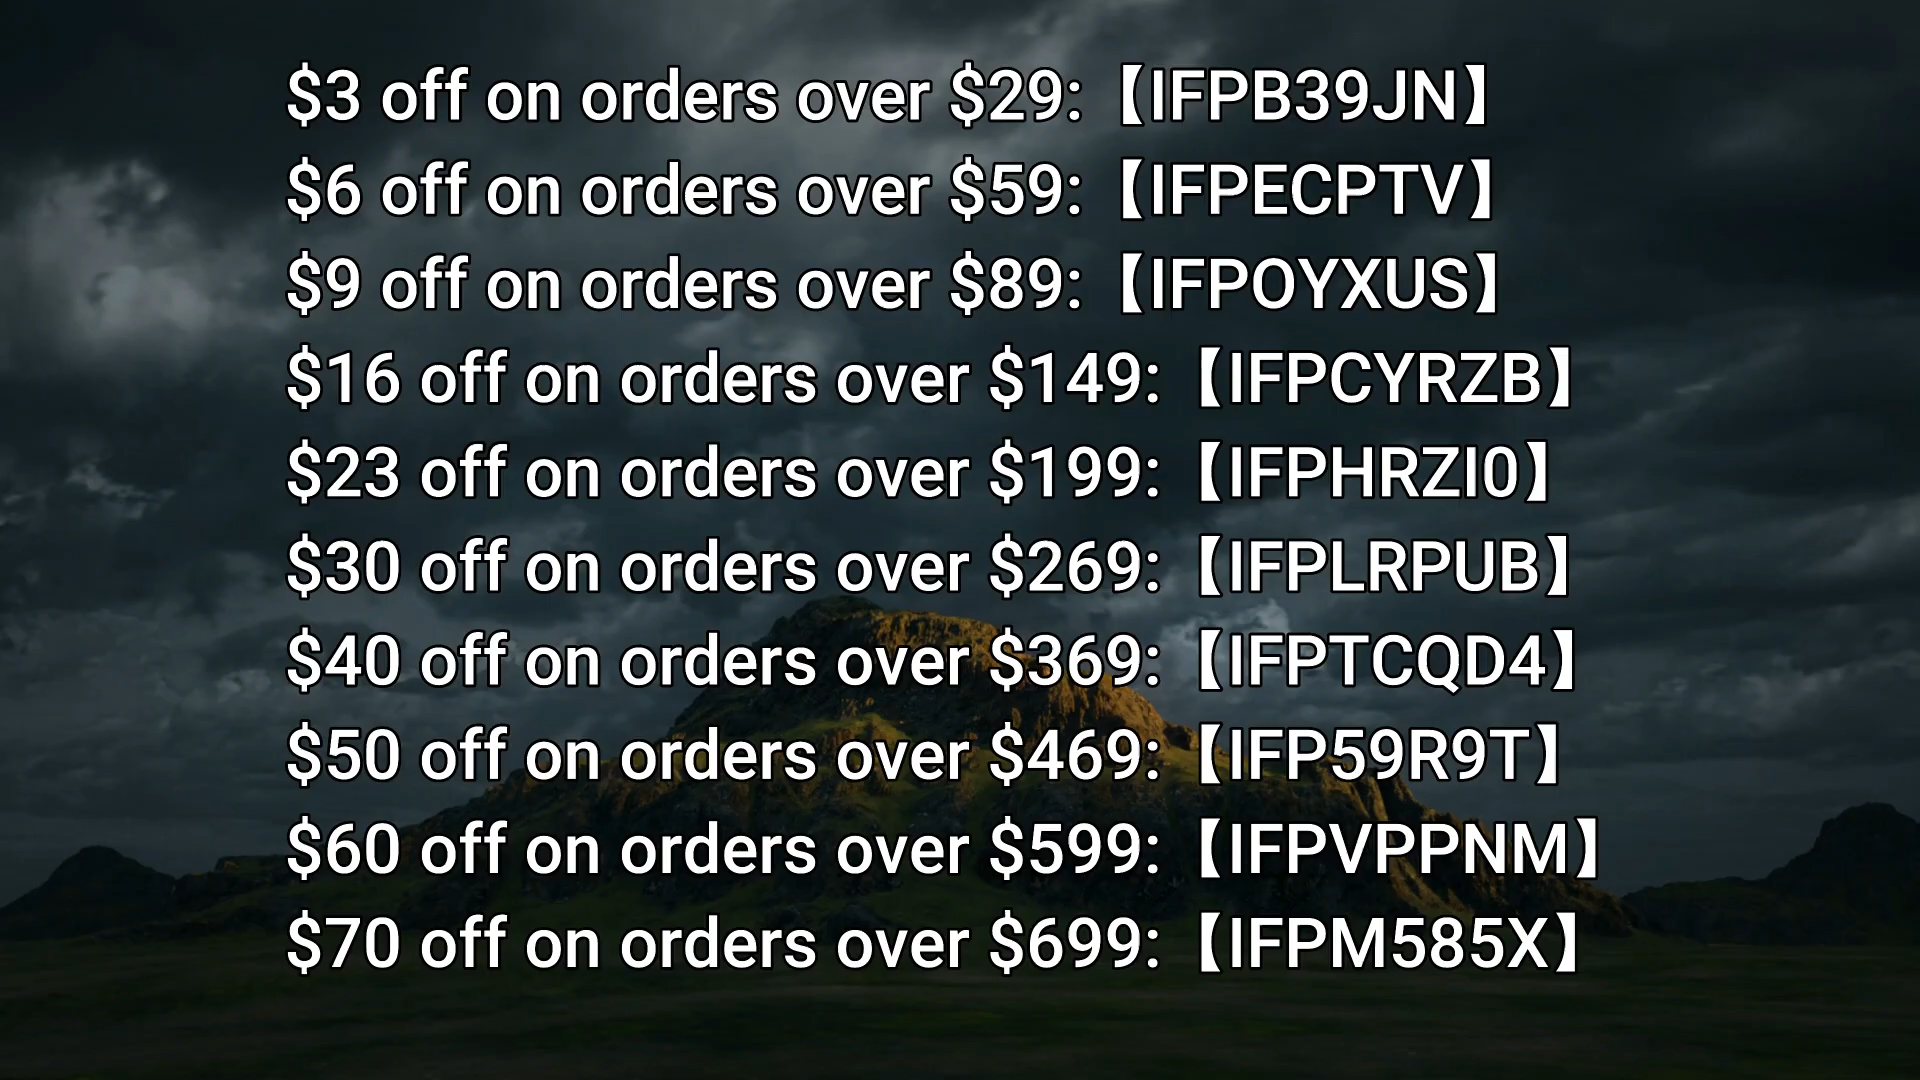 $3 off on orders over $29:【IFPB39JN】
$6 off on orders over $59:【IFPECPTV】
$9 off on orders over $89:【IFPOYXUS】
$16 off on orders over $149:【IFPCYRZB】
$23 off on orders over $199:【IFPHRZI0】
$30 off on orders over $269:【IFPLRPUB】
$40 off on orders over $369:【IFPTCQD4】
$50 off on orders over $469:【IFP59R9T】
$60 off on orders over $599:【IFPVPPNM】
$70 off on orders over $699:【IFPM585X】